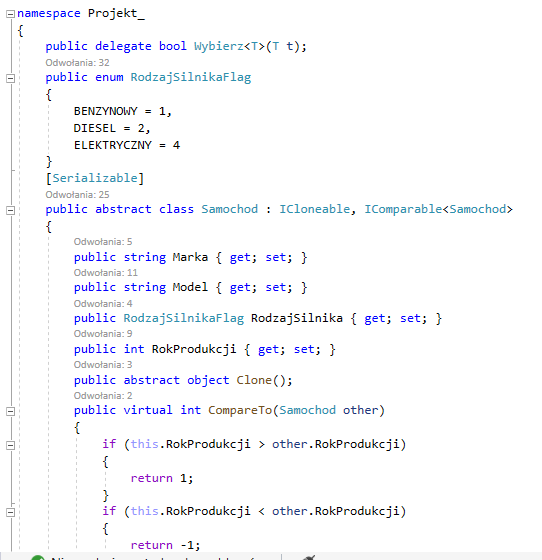 namespace Projekt_
{
public delegate bool Wybierz<T>(T t);
Odwołania: 32
public enum RodzajSilnikaFlag
{
BENZYNOWY = 1,
DIESEL = 2,
ELEKTRYCZNY = 4
}
[Serializable]
Odwołania: 25
public abstract class Samochod : ICloneable, IComparable<Samochod>
{
Odwołania: 5
public string Marka { get; set; }
Odwołania: 11
public string Model { get; set; }
Odwołania: 4
public RodzajSilnikaFlag RodzajSilnika { get; set; }
Odwołania: 9
public int RokProdukcji { get; set; }
Odwołania: 3
public abstract object Clone();
Odwołania: 2
public virtual int CompareTo(Samochod other)
{
if (this.RokProdukcji > other.RokProdukcji)
{
return 1;
}
if (this.RokProdukcji < other.RokProdukcji)
{
return -1;